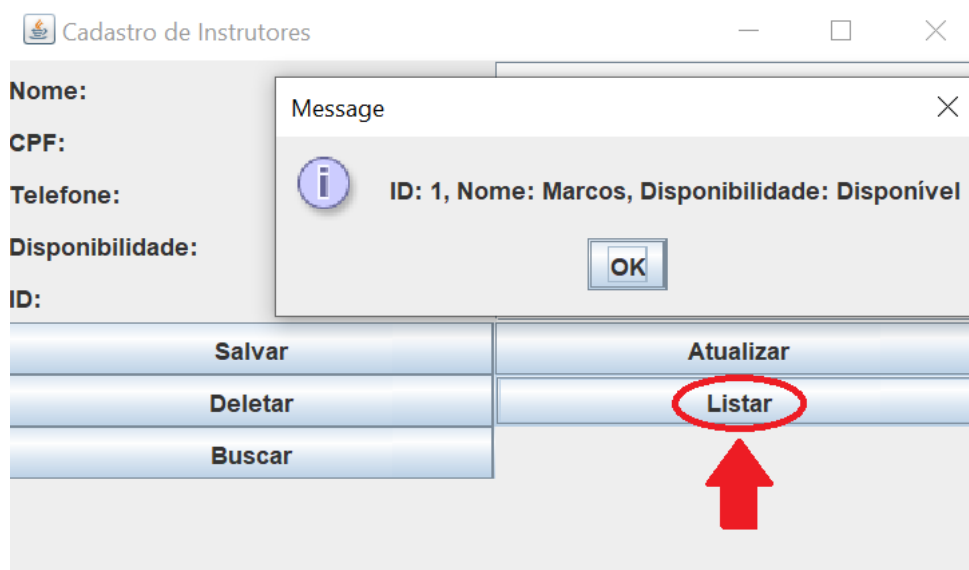 Cadastro de Instrutores
Nome:
Message
CPF:
ID: 1, Nome: Marcos, Disponibilidade: Disponível
Telefone:
Disponibilidade:
OK
ID:
Salvar
Atualizar
Deletar
Listar
Buscar